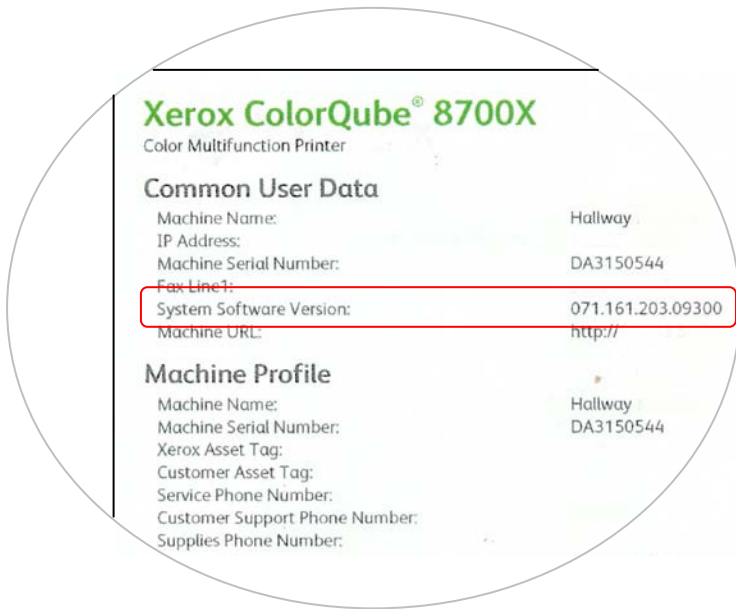 Xerox ColorQube® 8700X
Color Multifunction Printer
Common User Data
Machine Name: Hallway
IP Address:
Machine Serial Number: DA3150544
Fax Line1:
System Software Version: 071.161.203.09300
Machine URL: http://
Machine Profile
Machine Name: Hallway
Machine Serial Number: DA3150544
Xerox Asset Tag:
Customer Asset Tag:
Service Phone Number:
Customer Support Phone Number:
Supplies Phone Number: